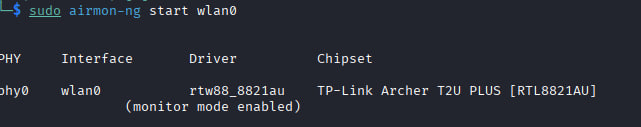 └─$ sudo airmon-ng start wlan0
PHY Interface Driver Chipset
phy0 wlan0 rtw88_8821au TP-Link Archer T2U PLUS [RTL8821AU]
(monitor mode enabled)